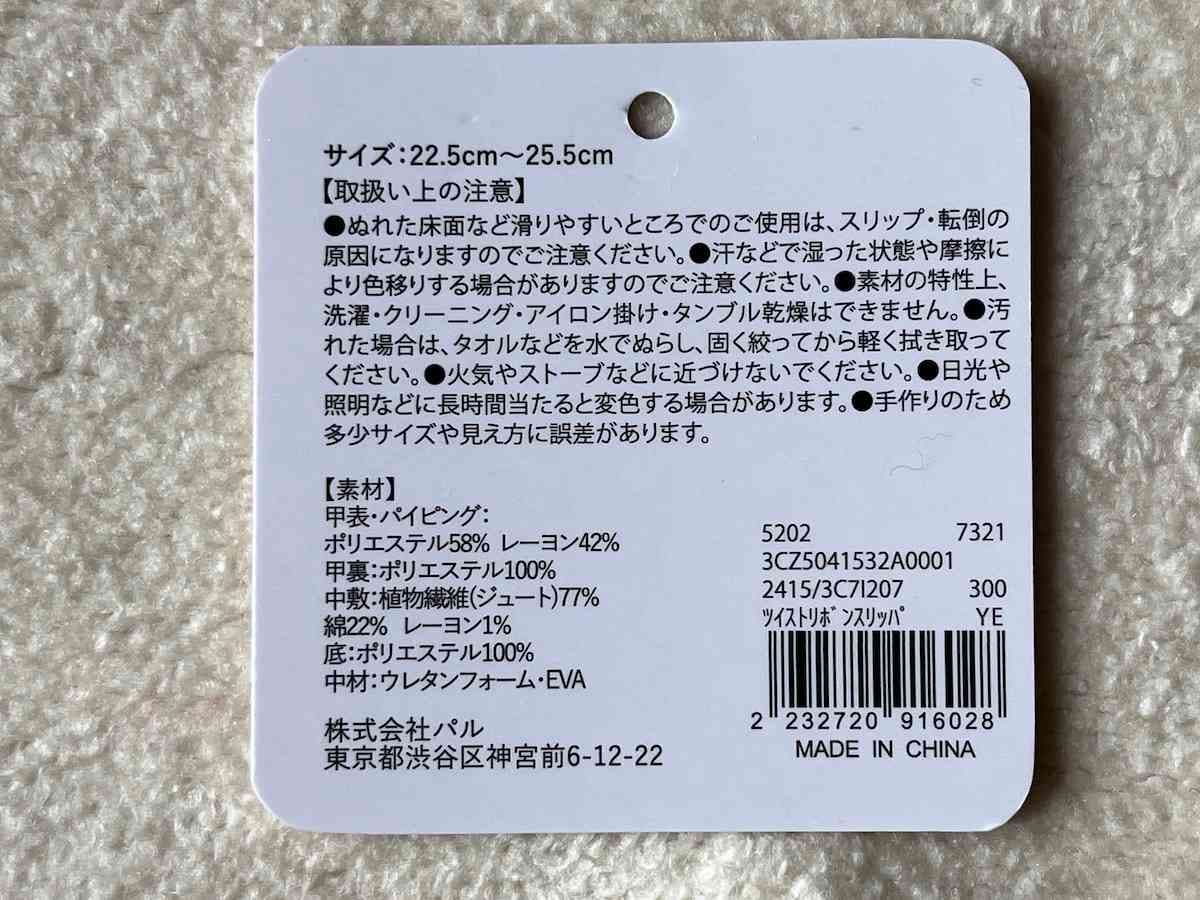 サイズ:22.5cm〜25.5cm
【取扱い上の注意】
●ぬれた床面など滑りやすいところでのご使用は、スリップ・転倒の
原因になりますのでご注意ください。●汗などで湿った状態や摩擦に
より色移りする場合がありますのでご注意ください。●素材の特性上、
洗濯・クリーニング・アイロン掛け・タンブル乾燥はできません。●汚
れた場合は、タオルなどを水でぬらし、固く絞ってから軽く拭き取って
ください。●火気やストーブなどに近づけないでください。●日光や
照明などに長時間当たると変色する場合があります。●手作りのため
多少サイズや見え方に誤差があります。
【素材】
甲表・パイピング:
ポリエステル58% レーヨン42%
甲裏:ポリエステル100%
中敷:植物繊維(ジュート)77%
綿22% レーヨン1%
底:ポリエステル100%
中材:ウレタンフォーム・EVA
株式会社パル
東京都渋谷区神宮前6-12-22
5202 7321
3CZ5041532A0001
2415/3C7I207 300
ﾂｲｽﾄﾘﾎﾞﾝｽﾘｯﾊﾟ YE
2 232720 916028
MADE IN CHINA